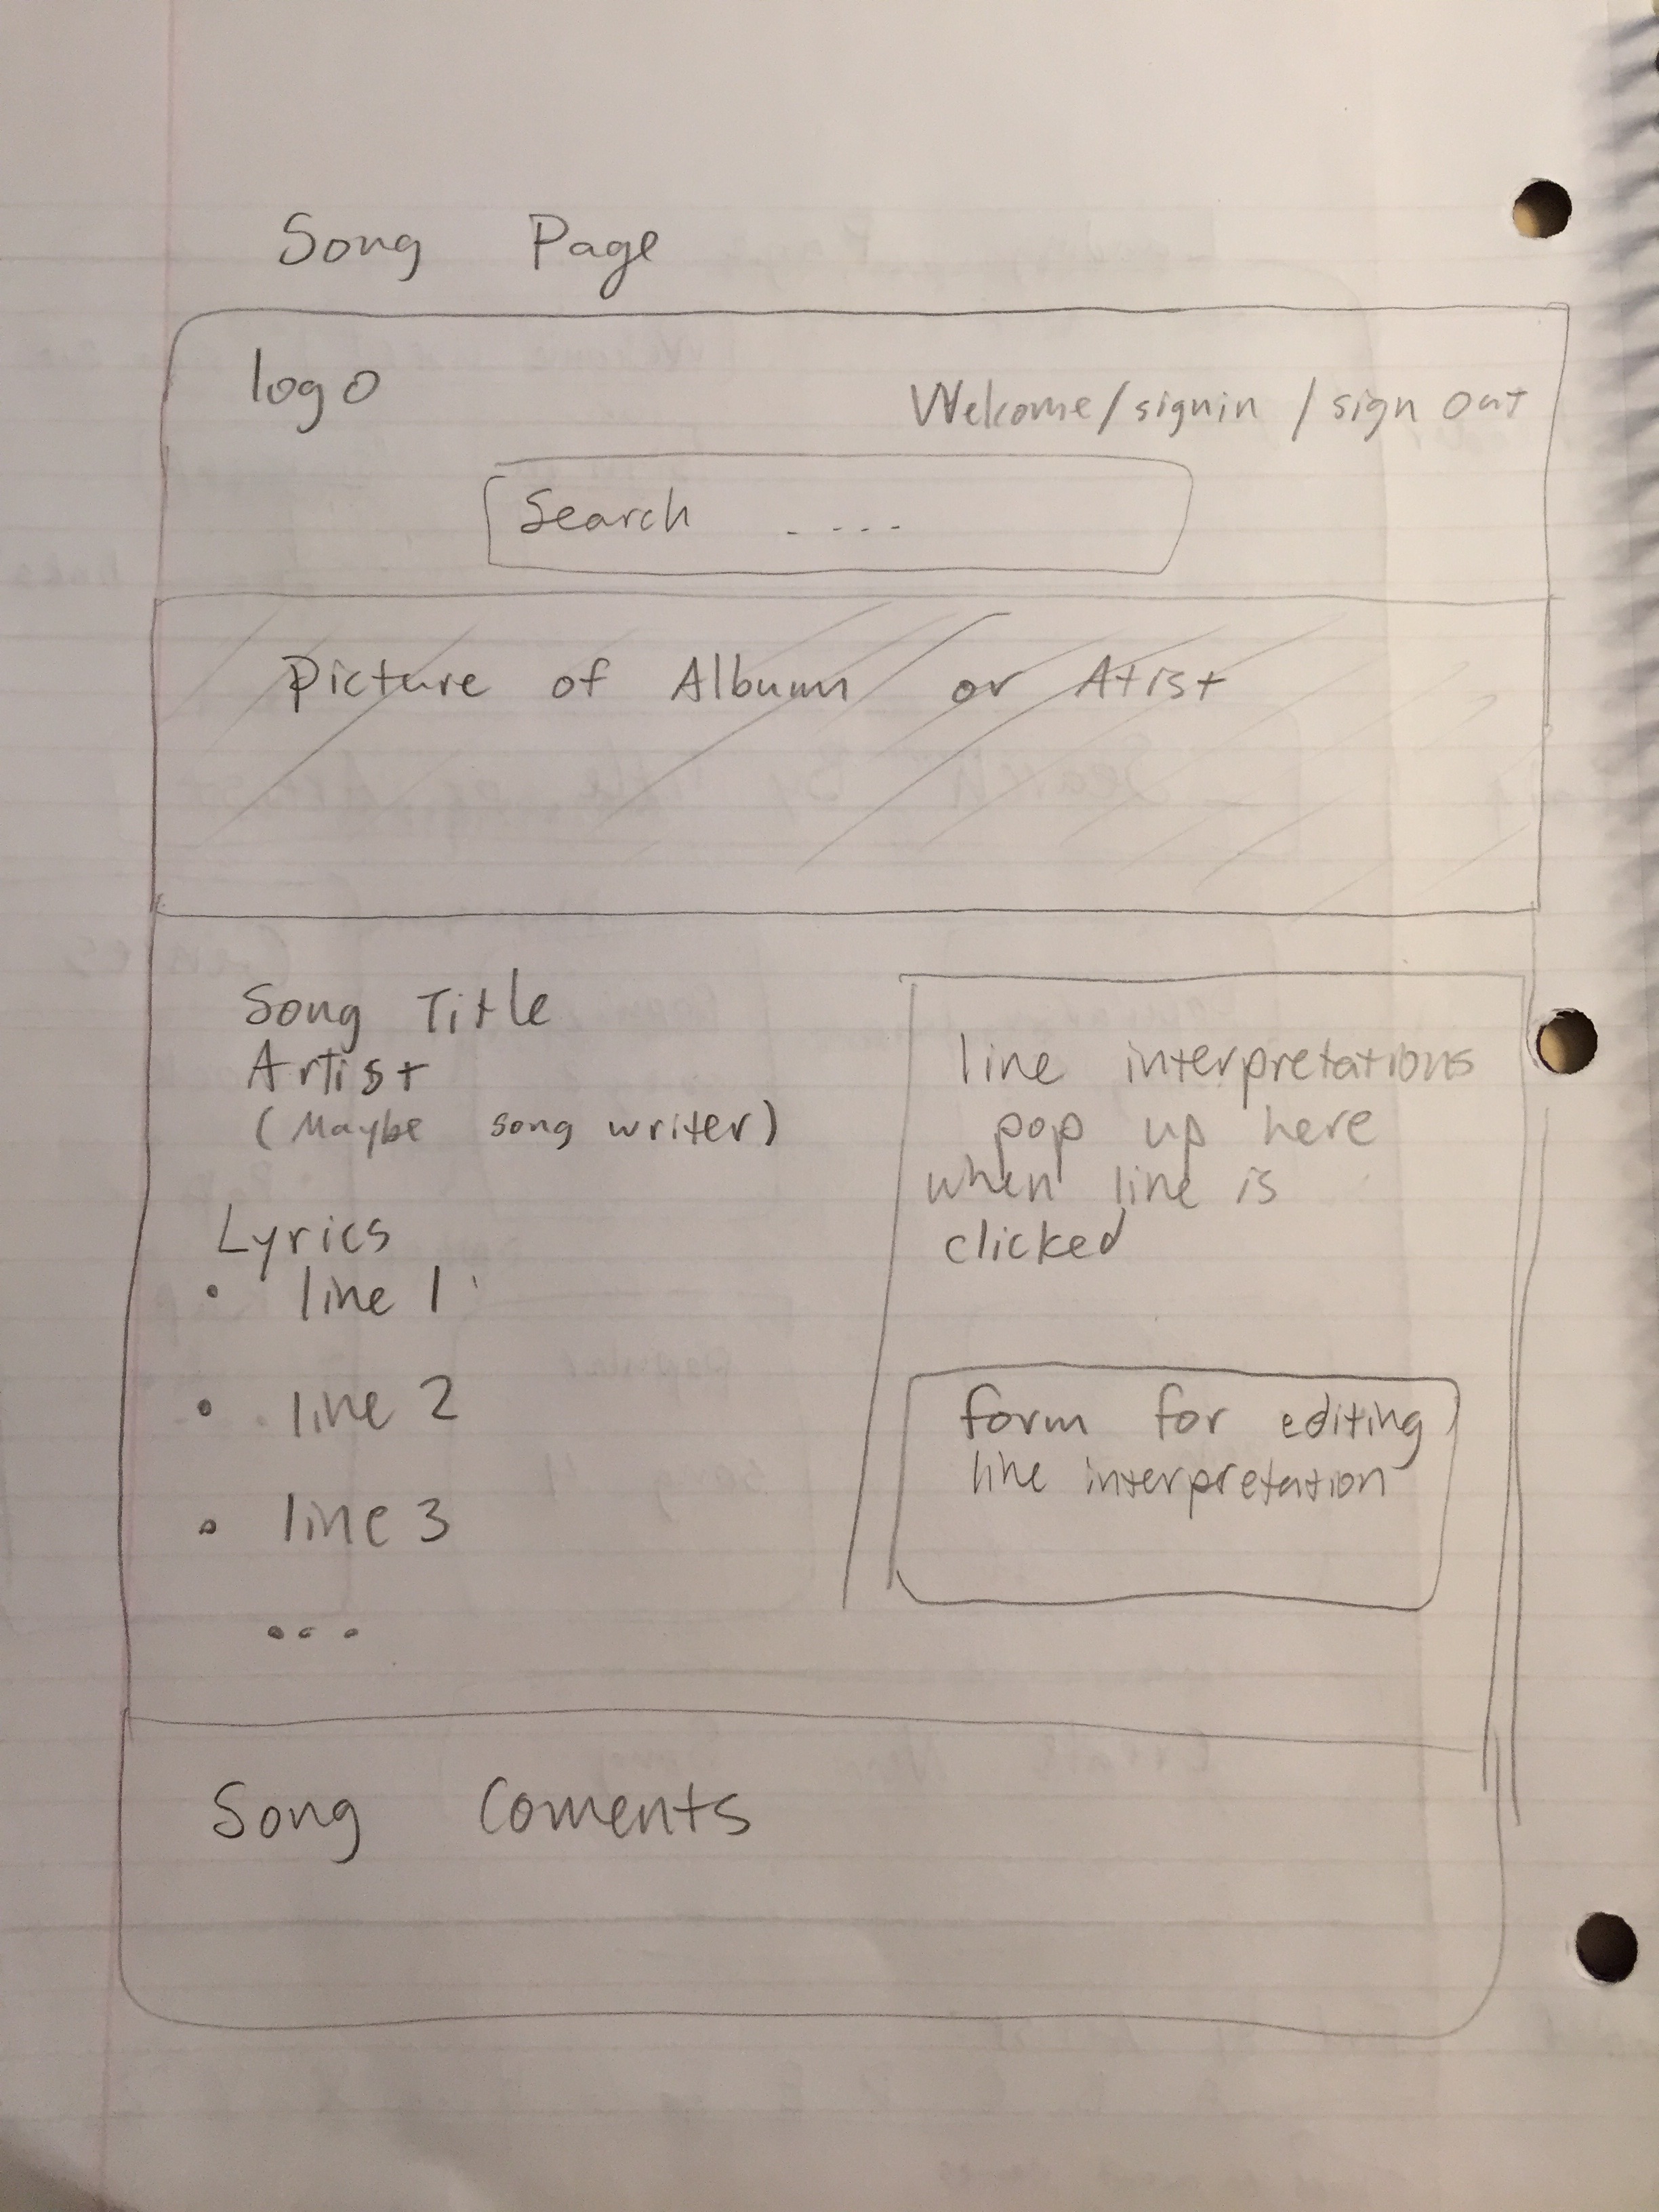 Song Page
logo
Welcome/signin / sign out
Search ....
Picture of Album or Atist
Song Title
Artist
(Maybe song writer)
Lyrics
• line 1
• line 2
• line 3
...
line interpretations
pop up here
when line is
clicked
form for editing
line interpretation
Song Coments